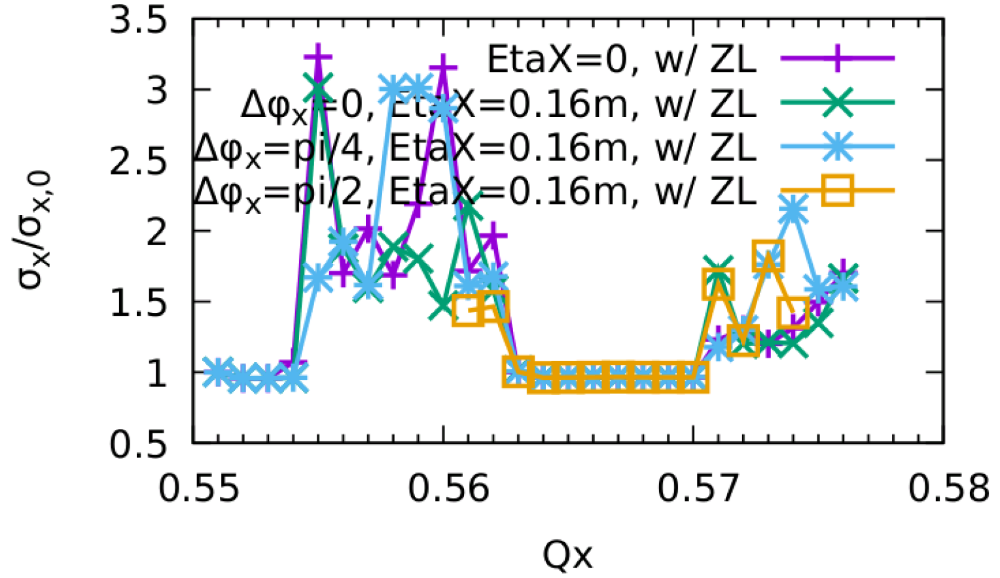 3.5
3
2.5
2
1.5
1
0.5
σx/σx,0
EtaX=0, w/ ZL
Δφx=0, EtaX=0.16m, w/ ZL
Δφx=pi/4, EtaX=0.16m, w/ ZL
Δφx=pi/2, EtaX=0.16m, w/ ZL
0.55 0.56 0.57 0.58
Qx